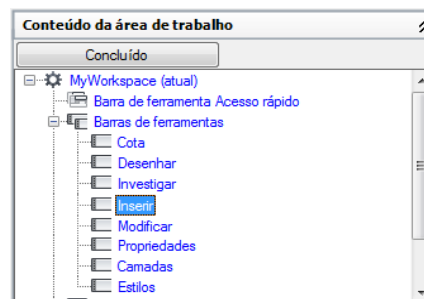 Conteúdo da área de trabalho
Concluído
MyWorkspace (atual)
Barra de ferramenta Acesso rápido
Barras de ferramentas
Cota
Desenhar
Investigar
Inserir
Modificar
Propriedades
Camadas
Estilos